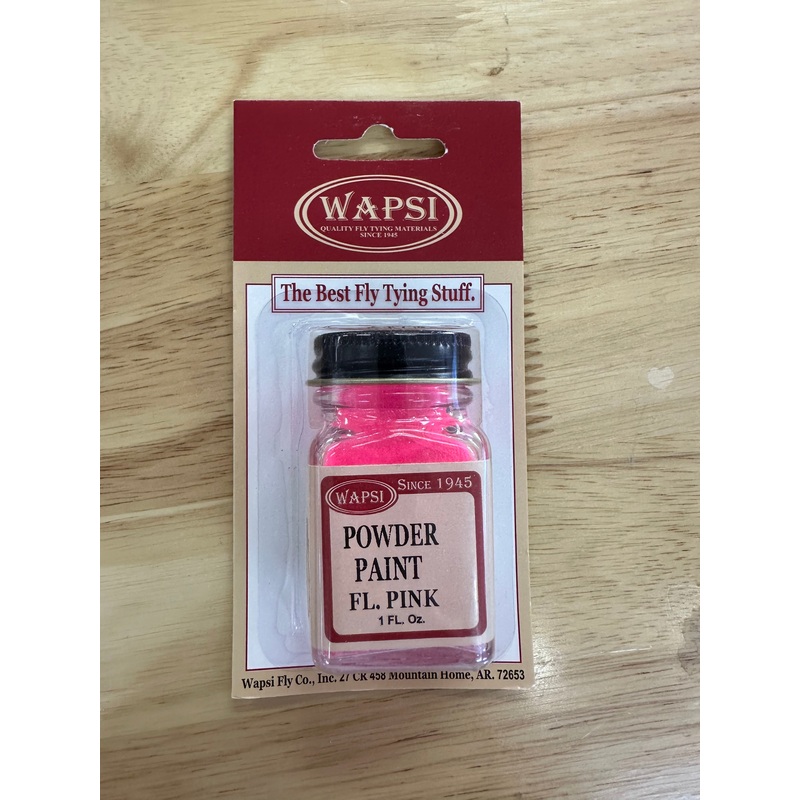 WAPSI
QUALITY FLY TYING MATERIALS
SINCE 1945
The Best Fly Tying Stuff.
WAPSI
SINCE 1945
POWDER
PAINT
FL. PINK
1 FL. Oz.
Wapsi Fly Co., Inc. 27 CR 458 Mountain Home, AR. 72653